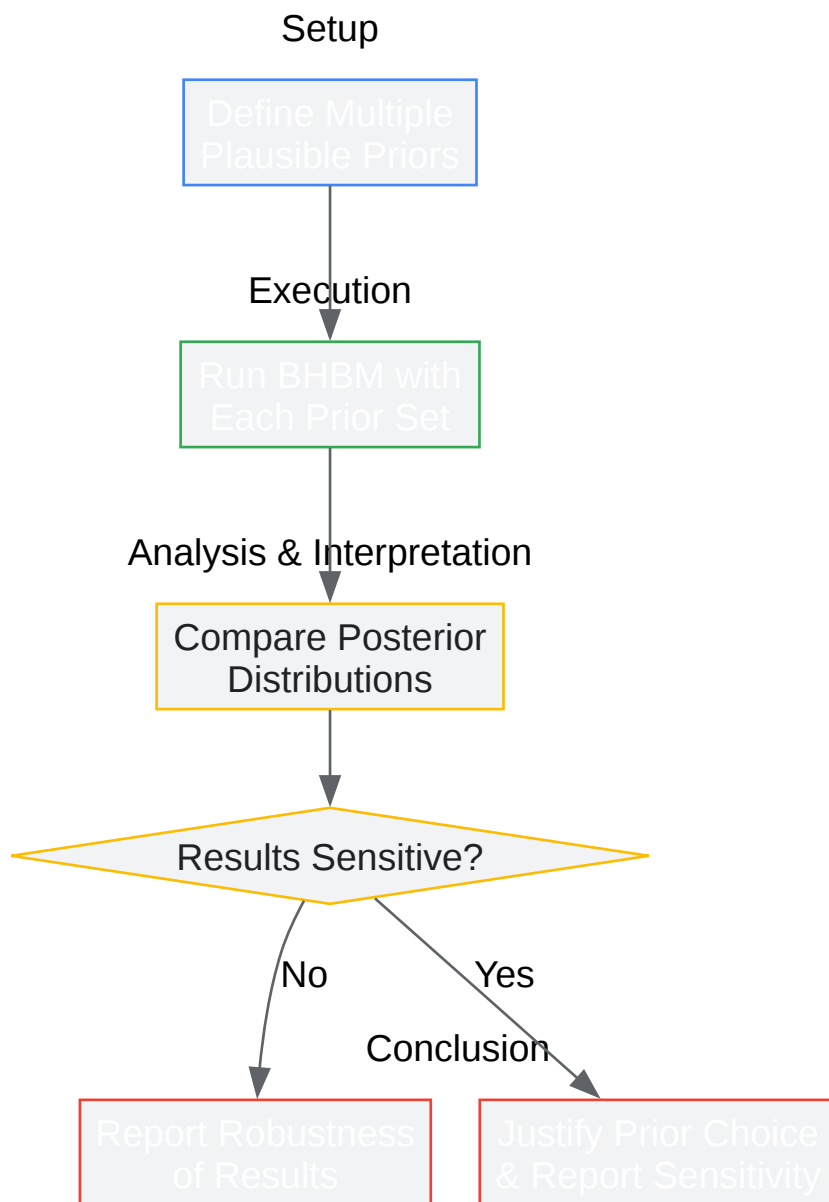 Setup
Define Multiple
Plausible Priors
Execution
Run BHBM with
Each Prior Set
Analysis & Interpretation
Compare Posterior
Distributions
Results Sensitive?
No
Yes
Conclusion
Report Robustness
of Results
Justify Prior Choice
& Report Sensitivity